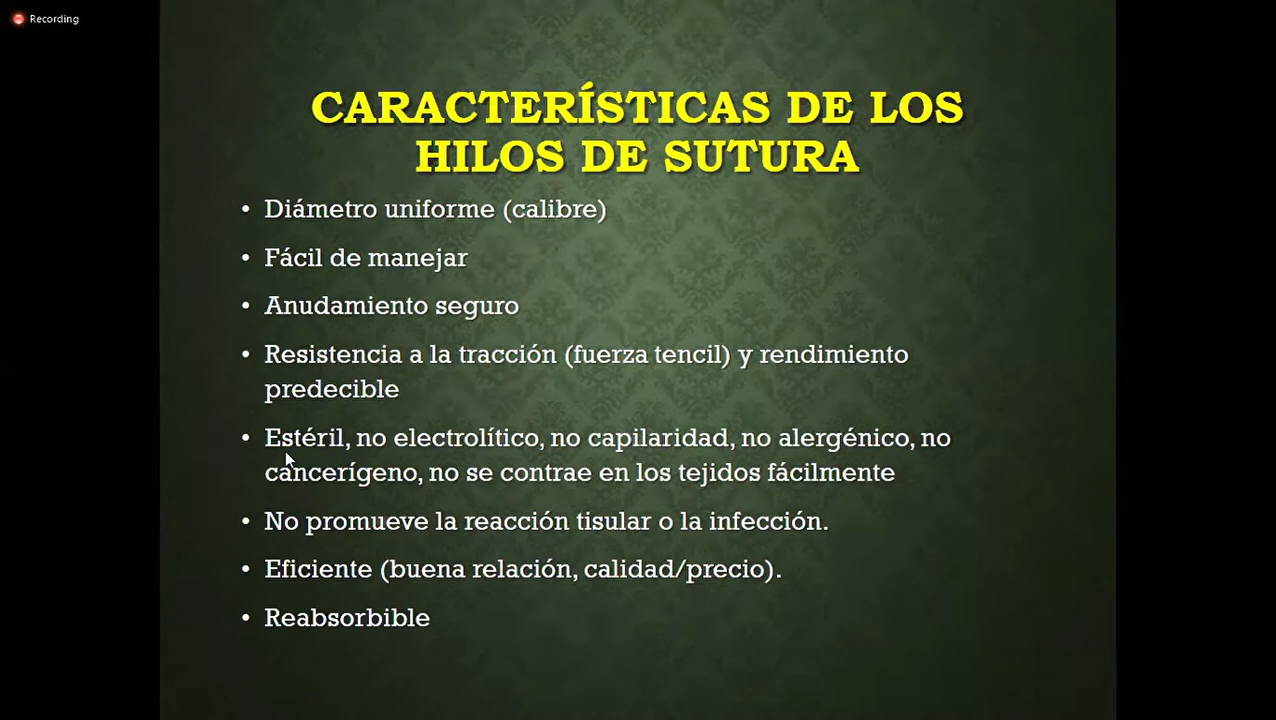 Recording
CARACTERÍSTICAS DE LOS
HILOS DE SUTURA
• Diámetro uniforme (calibre)
• Fácil de manejar
• Anudamiento seguro
• Resistencia a la tracción (fuerza tencil) y rendimiento
predecible
• Estéril, no electrolítico, no capilaridad, no alergénico, no
cancerígeno, no se contrae en los tejidos fácilmente
• No promueve la reacción tisular o la infección.
• Eficiente (buena relación, calidad/precio).
• Reabsorbible